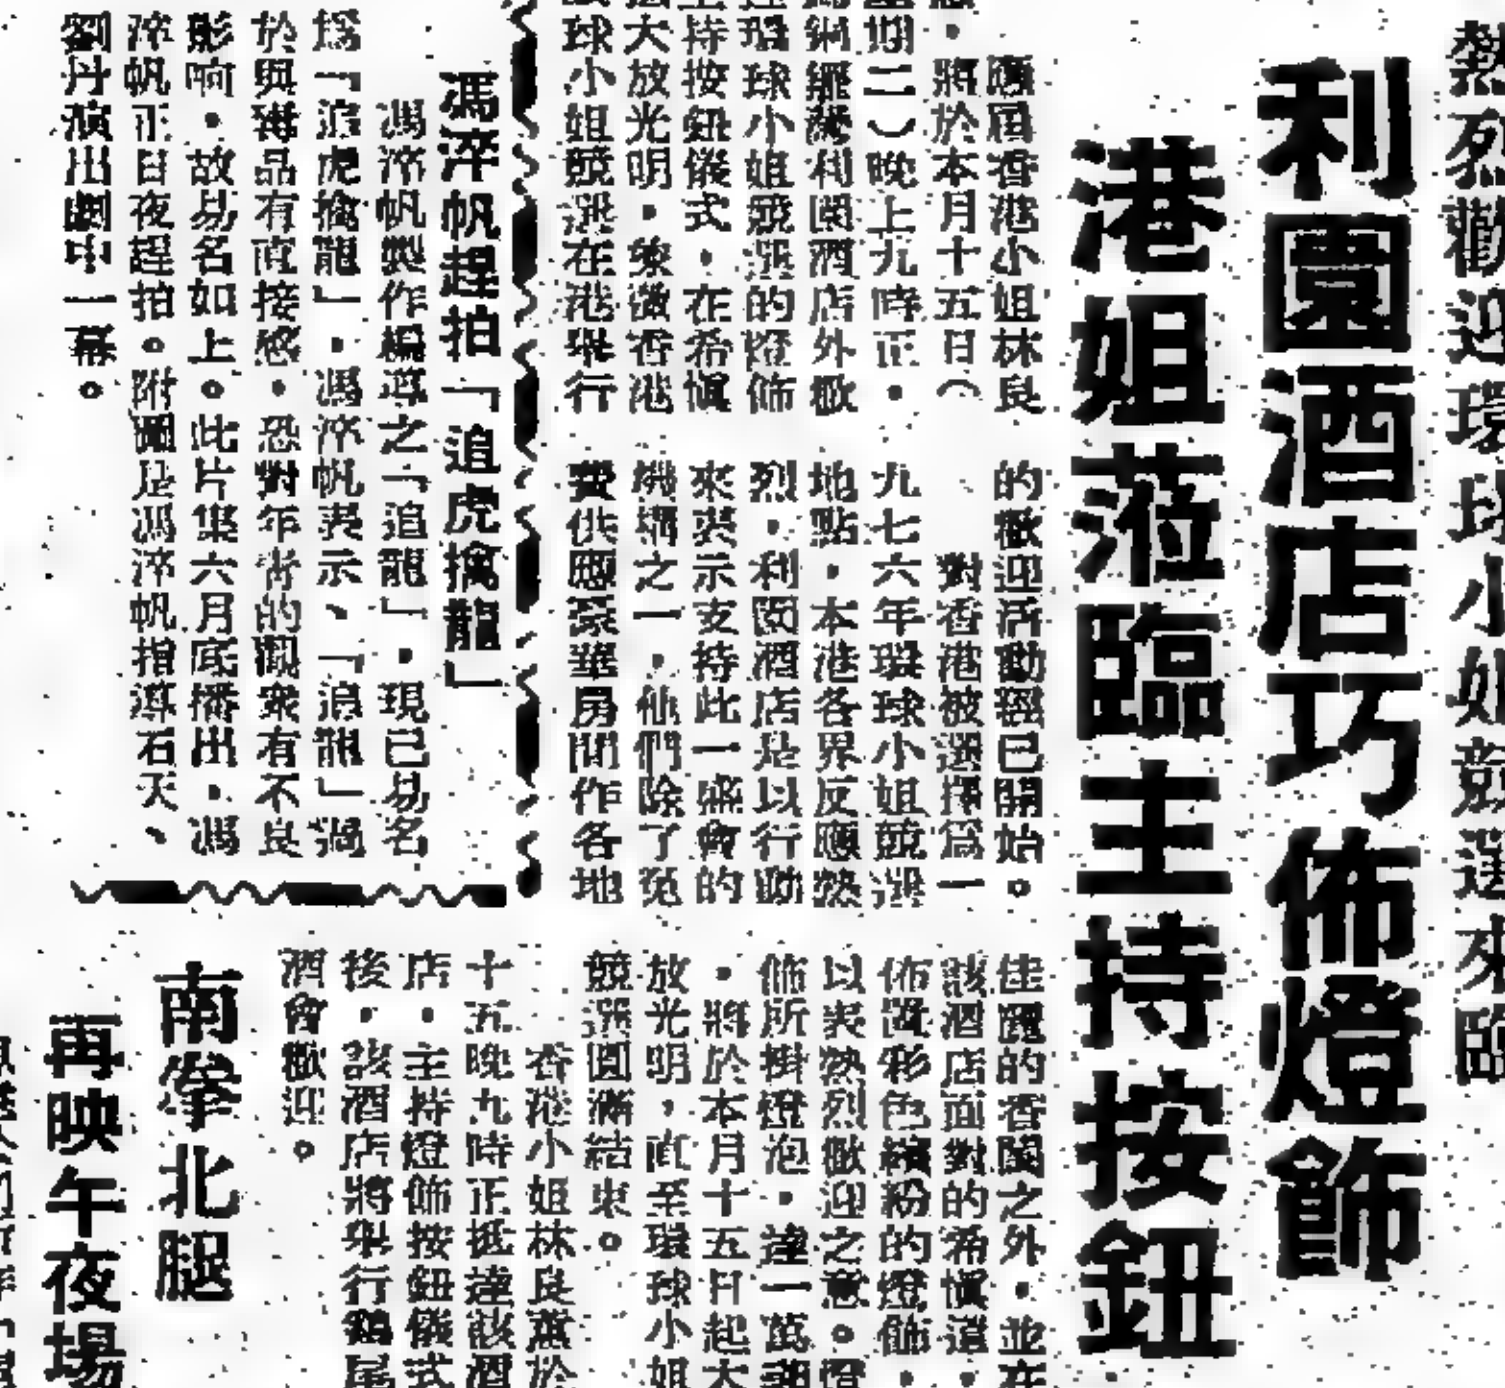 熱烈歡迎環球小姐競選來臨
利園酒店巧佈燈飾
港姐蒞臨主持按鈕
應屆香港小姐林良
將於本月十五日（
星期二）晚上九時正．
利園酒店外歡
環球小姐競選的燈飾
主持按鈕儀式．在希愼
大放光明．象徵香港
球小姐競選在港舉行
的歡迎活動經已開始。
對香港被選擇爲一
九七六年環球小姐競選
地點．本港各界反應熱
烈．利園酒店是以行動
來表示支持此一盛會的
機構之一．他們除了免
費供應豪華房間作各地
佳麗的香閨之外．並在
該酒店面對的希愼道
佈置彩色繽紛的燈飾．
以表熱烈歡迎之意。燈
飾所掛燈泡．達一萬
．將於本月十五日起大
放光明，直至環球小姐
競選圓滿結束。
香港小姐林良蕙於
十五晚九時正抵達該酒
店．主持燈飾按鈕儀式
後．該酒店將舉行鷄尾
酒會歡迎。
馮淬帆趕拍「追虎擒龍」
馮淬帆製作編導之「追龍」．現已易名
爲「追虎擒龍」．馮淬帆表示、「追龍」過
於與毒品有直接感．恐對年靑的觀衆有不良
影响．故易名如上。此片集六月底播出．馮
淬帆正日夜趕拍。附圖是馮淬帆指導石天、
劉丹演出劇中一幕。
南拳北腿
再映午夜場